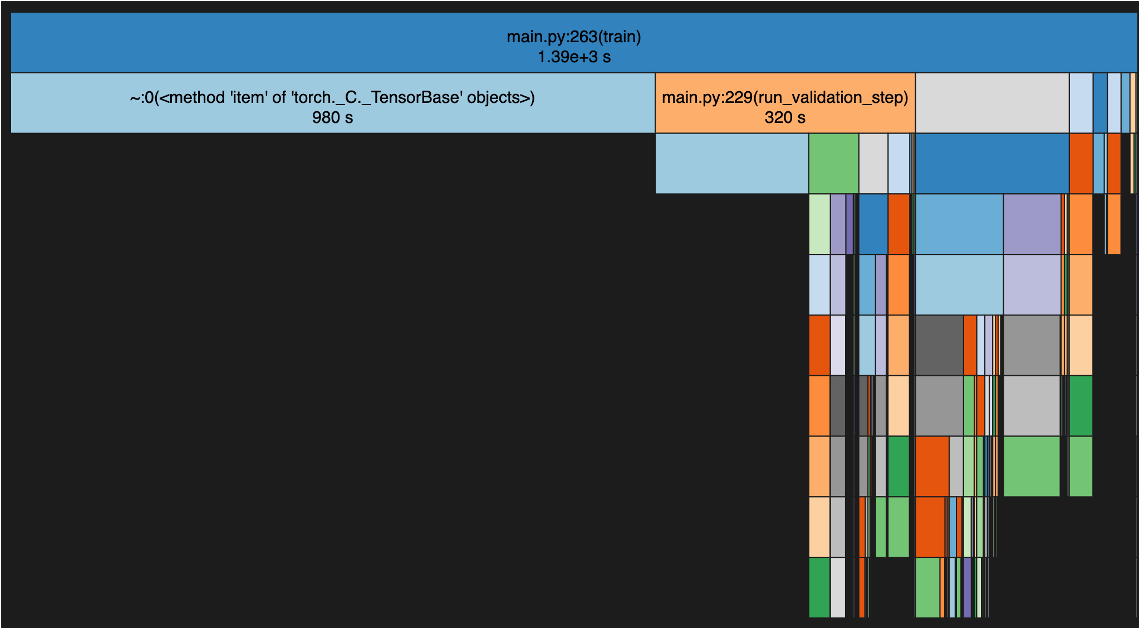 main.py:263(train)
1.39e+3 s
~:0(<method 'item' of 'torch._C._TensorBase' objects>)
980 s
main.py:229(run_validation_step)
320 s